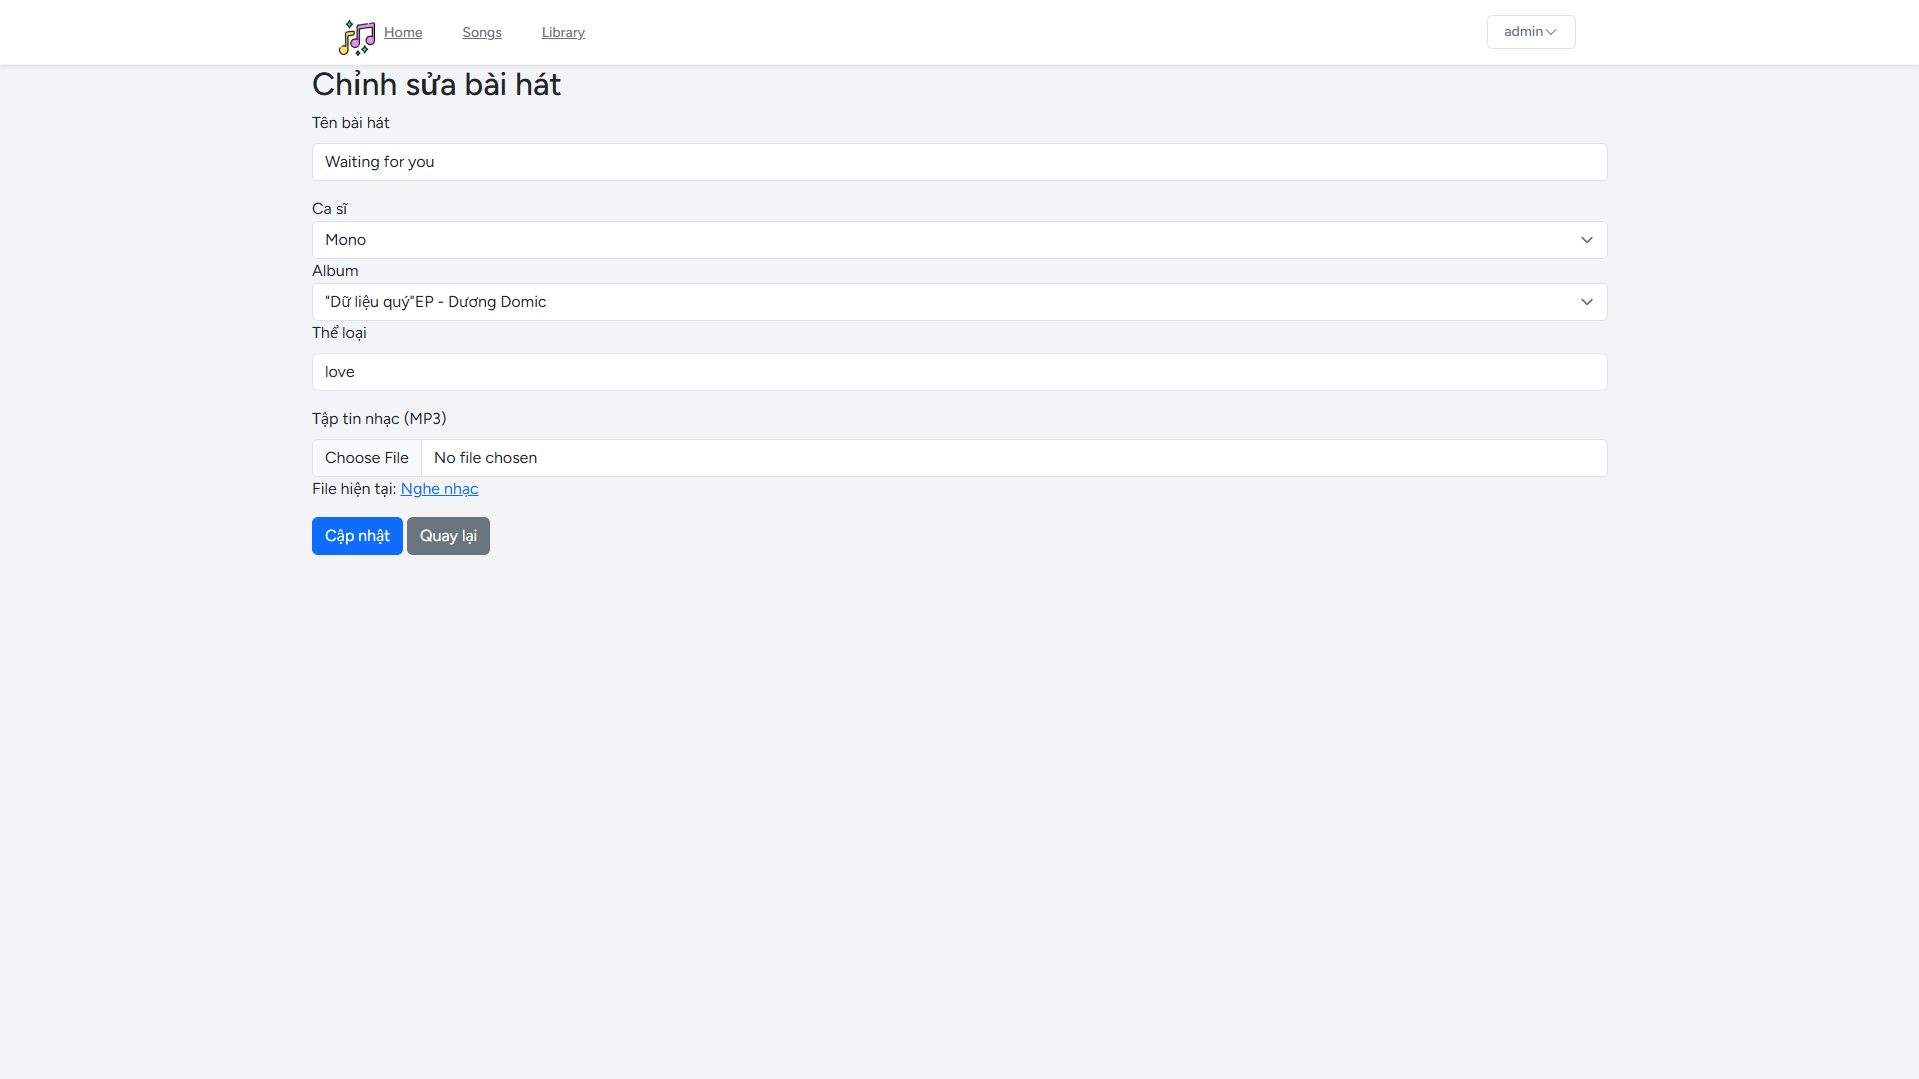 Home Songs Library admin
Chỉnh sửa bài hát
Tên bài hát
Waiting for you
Ca sĩ
Mono
Album
"Dữ liệu quý"EP - Dương Domic
Thể loại
love
Tập tin nhạc (MP3)
Choose File No file chosen
File hiện tại: Nghe nhạc
Cập nhật Quay lại